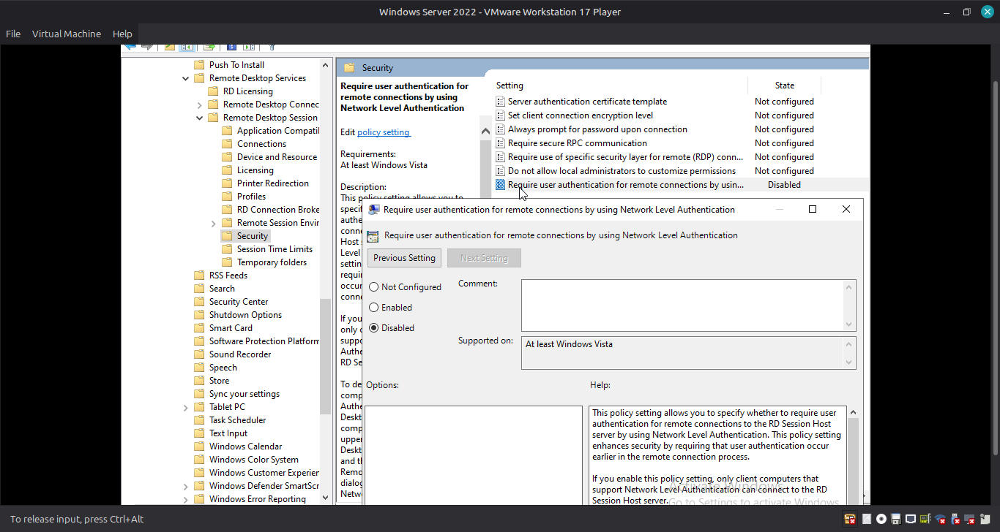 Windows Server 2022 - VMware Workstation 17 Player
File Virtual Machine Help
Push To Install
Remote Desktop Services
RD Licensing
Remote Desktop Connec
Remote Desktop Session
Application Compatil
Connections
Device and Resource
Licensing
Printer Redirection
Profiles
RD Connection Broke
Remote Session Envir
Security
Session Time Limits
Temporary folders
RSS Feeds
Search
Security Center
Shutdown Options
Smart Card
Software Protection Platform
Sound Recorder
Speech
Store
Sync your settings
Tablet PC
Task Scheduler
Text Input
Windows Calendar
Windows Color System
Windows Customer Experien
Windows Defender SmartScr
Windows Error Reporting
Security
Require user authentication for
remote connections by using
Network Level Authentication
Edit policy setting
Requirements:
At least Windows Vista
Description:
This policy setting allows you to
specif
authe
conn
Host s
Level
settin
requir
occur
conne
If you
only c
suppo
Authe
RD Se
To de
comp
Authe
Deskt
comp
upper
Deskt
and th
Remo
dialog
Netw
Setting State
Server authentication certificate template Not configured
Set client connection encryption level Not configured
Always prompt for password upon connection Not configured
Require secure RPC communication Not configured
Require use of specific security layer for remote (RDP) conn... Not configured
Do not allow local administrators to customize permissions Not configured
Require user authentication for remote connections by usin... Disabled
Require user authentication for remote connections by using Network Level Authentication
Require user authentication for remote connections by using Network Level Authentication
Previous Setting Next Setting
Not Configured
Enabled
Disabled
Comment:
Supported on: At least Windows Vista
Options:
Help:
This policy setting allows you to specify whether to require user
authentication for remote connections to the RD Session Host
server by using Network Level Authentication. This policy setting
enhances security by requiring that user authentication occur
earlier in the remote connection process.
If you enable this policy setting, only client computers that
support Network Level Authentication can connect to the RD
Session Host server.
Activate Windows
Go to Settings to activate Windows.
To release input, press Ctrl+Alt